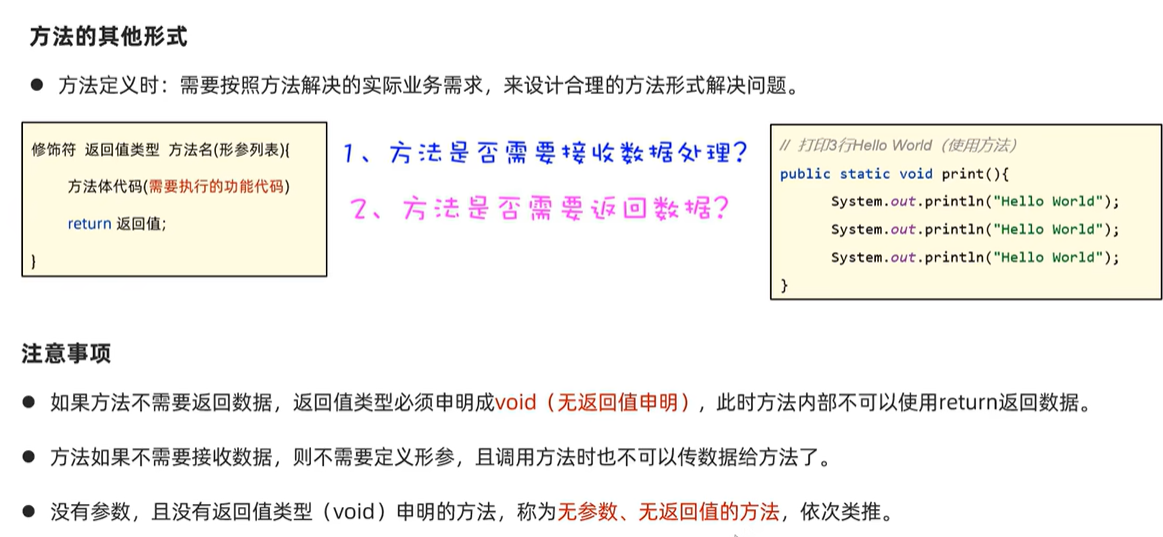 方法的其他形式
● 方法定义时：需要按照方法解决的实际业务需求，来设计合理的方法形式解决问题。
修饰符 返回值类型 方法名(形参列表){
方法体代码(需要执行的功能代码)
return 返回值;
}
1、方法是否需要接收数据处理？
2、方法是否需要返回数据？
// 打印3行Hello World（使用方法）
public static void print(){
System.out.println("Hello World");
System.out.println("Hello World");
System.out.println("Hello World");
}
注意事项
● 如果方法不需要返回数据，返回值类型必须申明成void（无返回值申明），此时方法内部不可以使用return返回数据。
● 方法如果不需要接收数据，则不需要定义形参，且调用方法时也不可以传数据给方法了。
● 没有参数，且没有返回值类型（void）申明的方法，称为无参数、无返回值的方法，依次类推。